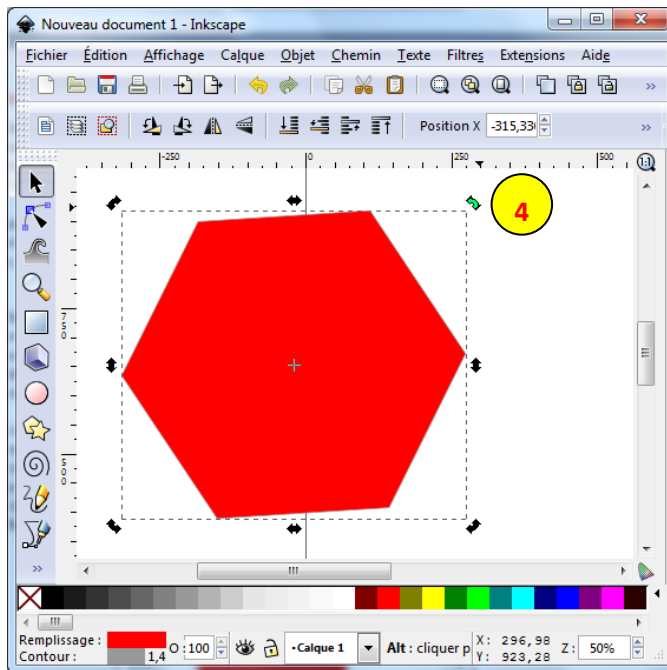 Nouveau document 1 - Inkscape
Fichier Édition Affichage Calque Objet Chemin Texte Filtres Extensions Aide
»
Position X -315,33 »
-250 0 250 500 1:1
4
750
500
»
Remplissage : O: 100 •Calque 1 Alt : cliquer p X: 296,98 Z: 50%
Contour : 1,4 Y: 923,28